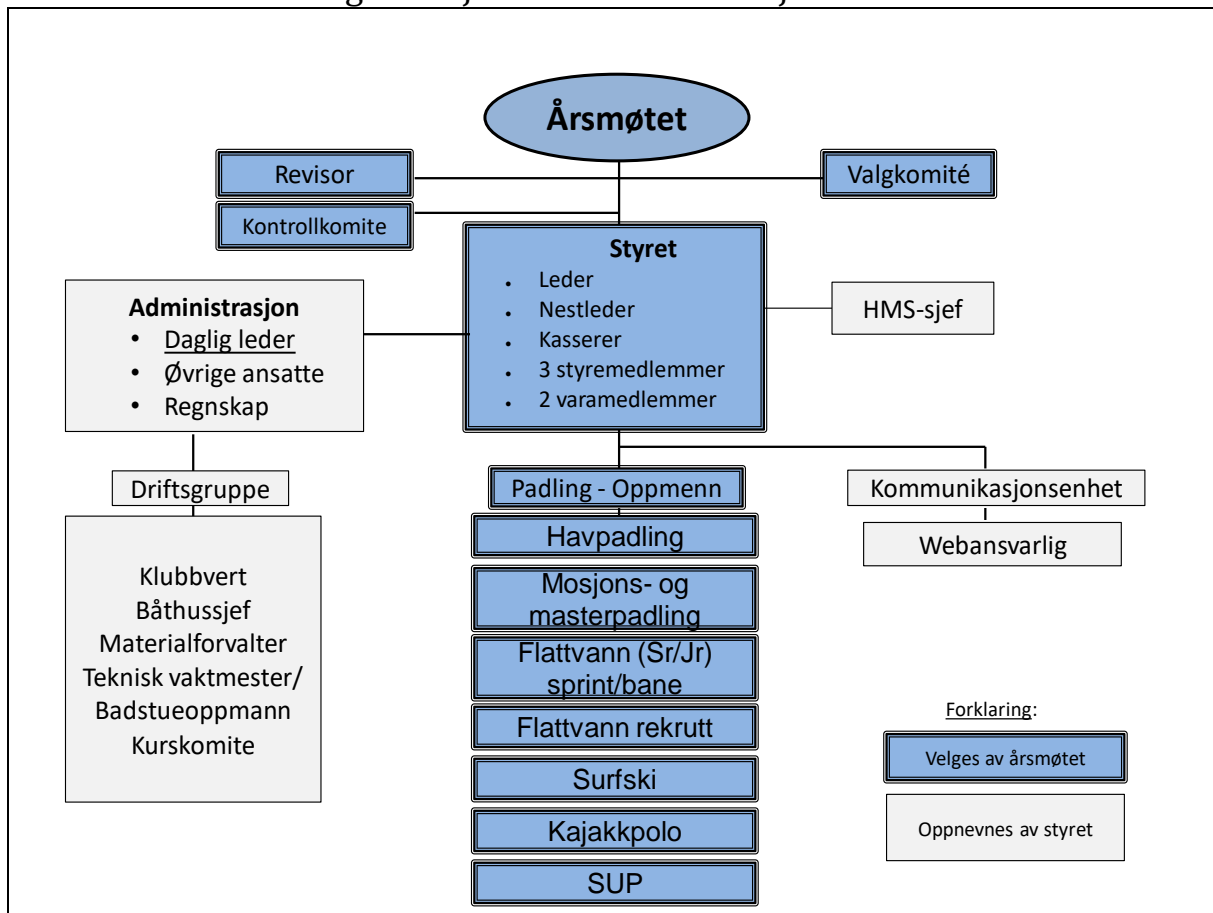 Årsmøtet
Revisor
Valgkomité
Kontrollkomite
Styret
Leder
Nestleder
Kasserer
3 styremedlemmer
2 varamedlemmer
Administrasjon
Daglig leder
Øvrige ansatte
Regnskap
HMS-sjef
Driftsgruppe
Padling - Oppmenn
Kommunikasjonsenhet
Webansvarlig
Klubbvert
Båthussjef
Materialforvalter
Teknisk vaktmester/
Badstueoppmann
Kurskomite
Havpadling
Mosjons- og
masterpadling
Flattvann (Sr/Jr)
sprint/bane
Flattvann rekrutt
Surfski
Kajakkpolo
SUP
Forklaring:
Velges av årsmøtet
Oppnevnes av styret